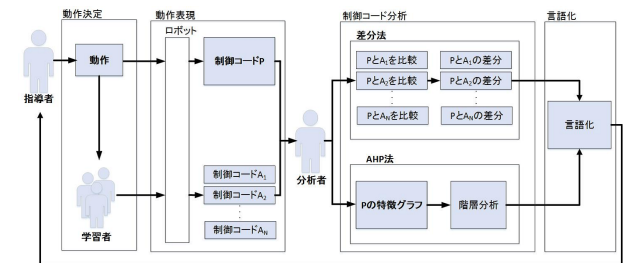 動作決定
動作表現
制御コード分析
言語化
ロボット
差分法
動作
制御コードP
PとA₁を比較
PとA₁の差分
PとA₂を比較
PとA₂の差分
指導者
PとAₙを比較
PとAₙの差分
言語化
分析者
AHP法
制御コードA₁
制御コードA₂
Pの特徴グラフ
階層分析
制御コードAₙ
学習者